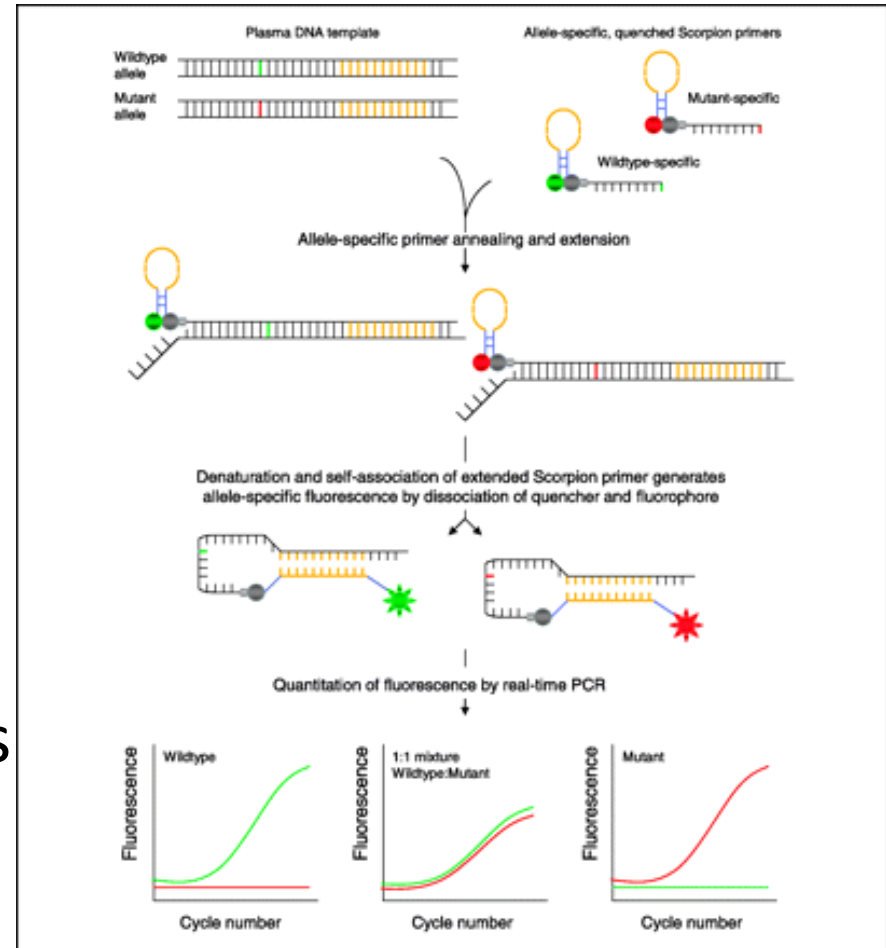 Plasma DNA template
Allele-specific, quenched Scorpion primers
Wildtype
allele
Mutant
allele
Mutant-specific
Wildtype-specific
Allele-specific primer annealing and extension
Denaturation and self-association of extended Scorpion primer generates
allele-specific fluorescence by dissociation of quencher and fluorophore
Quantitation of fluorescence by real-time PCR
s
Fluorescence
Wildtype
Cycle number
Fluorescence
1:1 mixture
Wildtype:Mutant
Cycle number
Fluorescence
Mutant
Cycle number